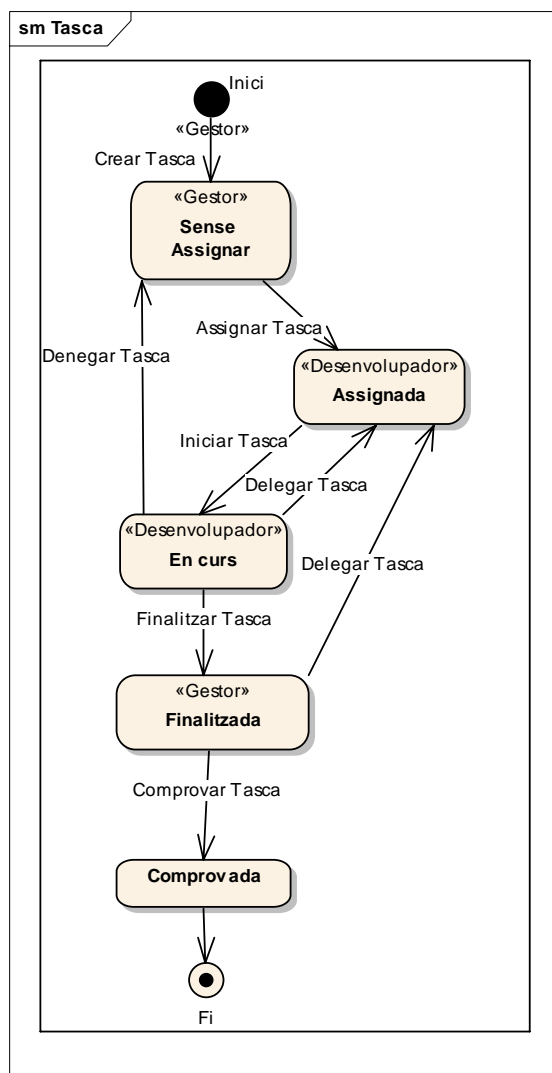 sm Tasca
Inici
«Gestor»
Crear Tasca
«Gestor»
Sense
Assignar
Assignar Tasca
Denegar Tasca
«Desenvolupador»
Assignada
Iniciar Tasca
Delegar Tasca
«Desenvolupador»
En curs
Delegar Tasca
Finalitzar Tasca
«Gestor»
Finalitzada
Comprovar Tasca
Comprovada
Fi